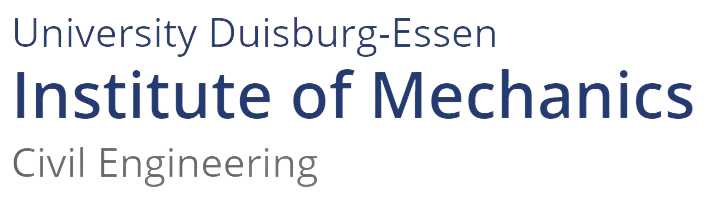 University Duisburg-Essen
Institute of Mechanics
Civil Engineering